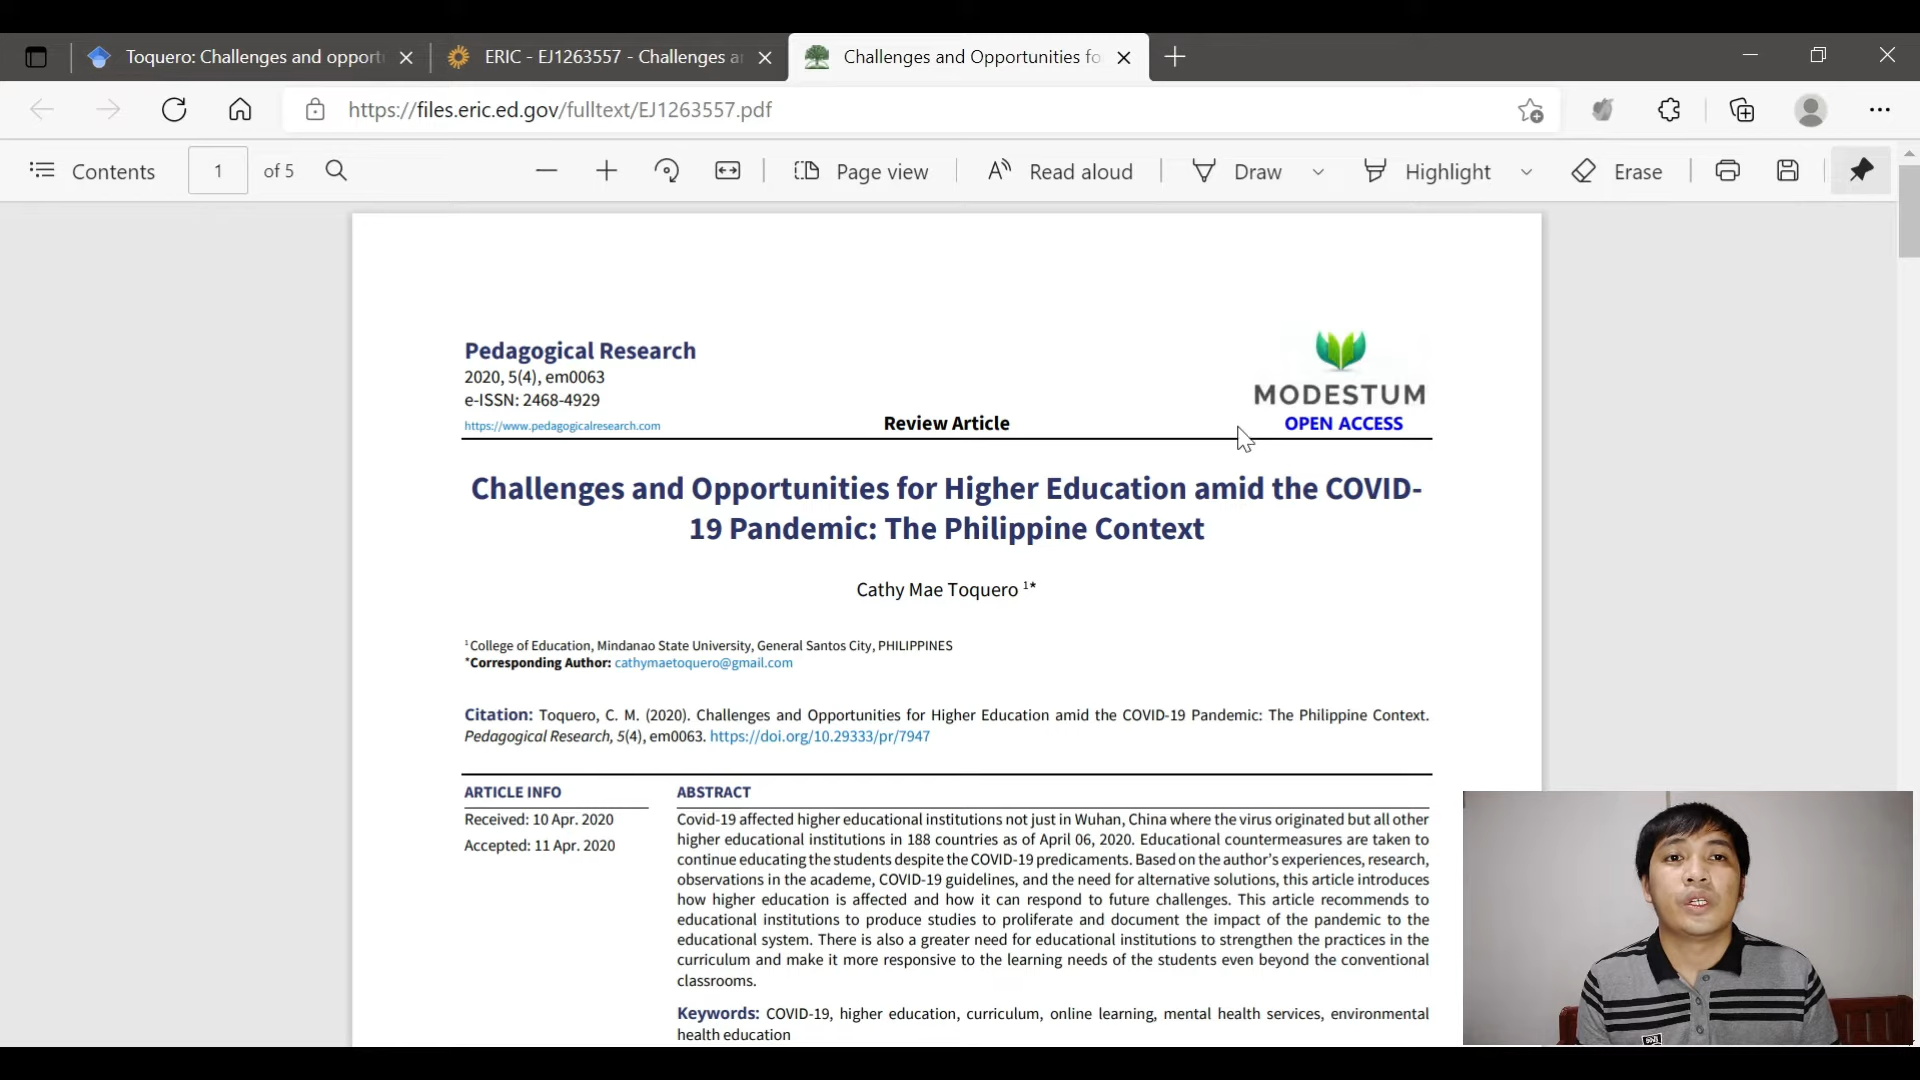 Toquero: Challenges and opport
ERIC - EJ1263557 - Challenges a
Challenges and Opportunities fo
https://files.eric.ed.gov/fulltext/EJ1263557.pdf
Contents
1
of 5
Page view
Read aloud
Draw
Highlight
Erase
Pedagogical Research
2020, 5(4), em0063
e-ISSN: 2468-4929
https://www.pedagogicalresearch.com
Review Article
MODESTUM
OPEN ACCESS
Challenges and Opportunities for Higher Education amid the COVID-
19 Pandemic: The Philippine Context
Cathy Mae Toquero 1*
1 College of Education, Mindanao State University, General Santos City, PHILIPPINES
*Corresponding Author: cathymaetoquero@gmail.com
Citation: Toquero, C. M. (2020). Challenges and Opportunities for Higher Education amid the COVID-19 Pandemic: The Philippine Context.
Pedagogical Research, 5(4), em0063. https://doi.org/10.29333/pr/7947
ARTICLE INFO
Received: 10 Apr. 2020
Accepted: 11 Apr. 2020
ABSTRACT
Covid-19 affected higher educational institutions not just in Wuhan, China where the virus originated but all other
higher educational institutions in 188 countries as of April 06, 2020. Educational countermeasures are taken to
continue educating the students despite the COVID-19 predicaments. Based on the author's experiences, research,
observations in the academe, COVID-19 guidelines, and the need for alternative solutions, this article introduces
how higher education is affected and how it can respond to future challenges. This article recommends to
educational institutions to produce studies to proliferate and document the impact of the pandemic to the
educational system. There is also a greater need for educational institutions to strengthen the practices in the
curriculum and make it more responsive to the learning needs of the students even beyond the conventional
classrooms.
Keywords: COVID-19, higher education, curriculum, online learning, mental health services, environmental
health education